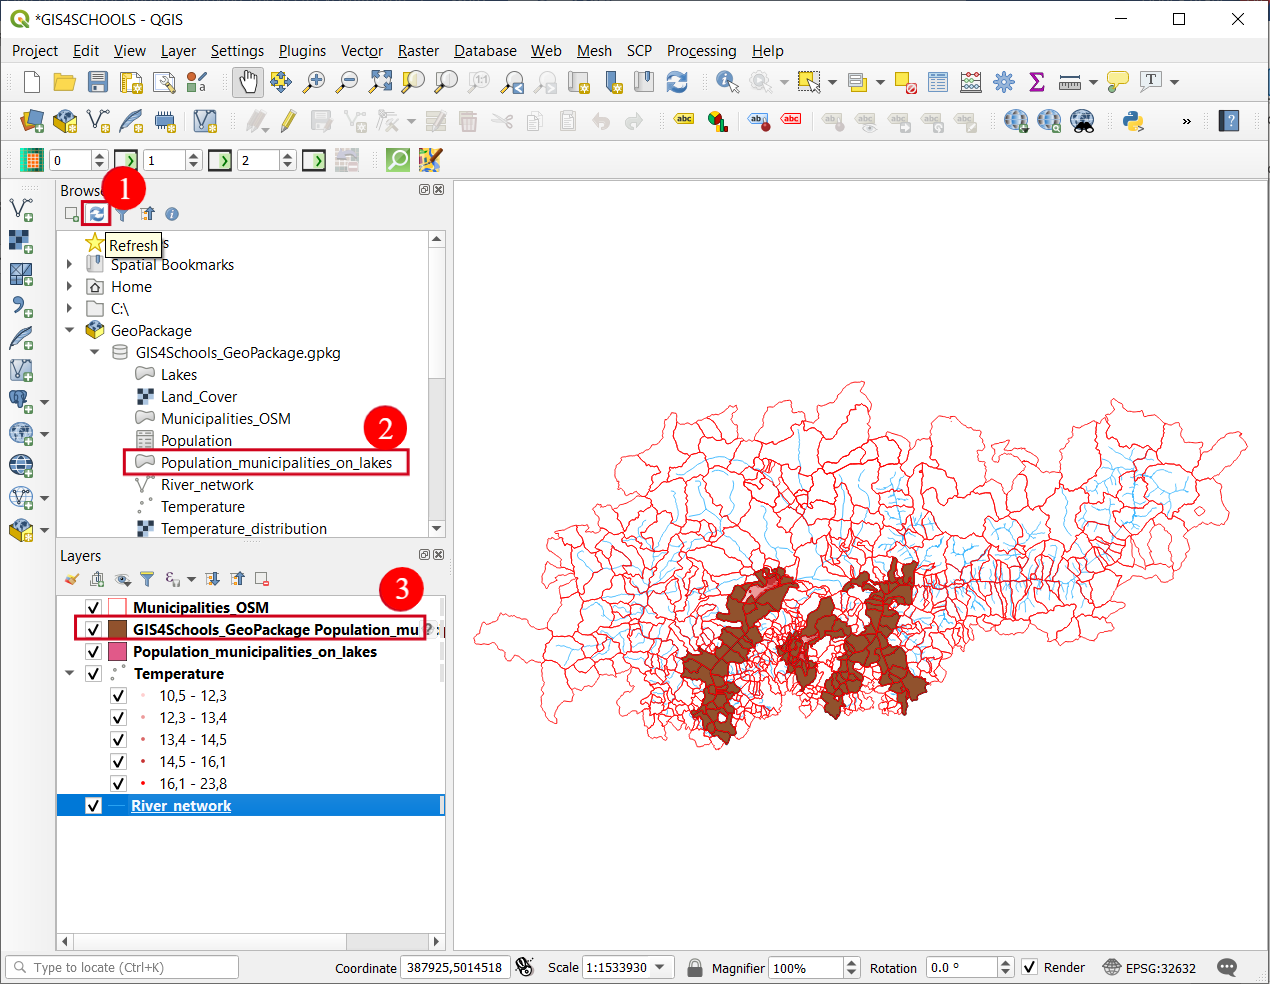 *GIS4SCHOOLS - QGIS
Project Edit View Layer Settings Plugins Vector Raster Database Web Mesh SCP Processing Help
0 1 2
1
Refresh
Spatial Bookmarks
Home
C:\
GeoPackage
GIS4Schools_GeoPackage.gpkg
Lakes
Land_Cover
Municipalities_OSM
2
Population
Population_municipalities_on_lakes
River_network
Temperature
Temperature_distribution
Layers
3
Municipalities_OSM
GIS4Schools_GeoPackage Population_mu
Population_municipalities_on_lakes
Temperature
10,5 - 12,3
12,3 - 13,4
13,4 - 14,5
14,5 - 16,1
16,1 - 23,8
River_network
Type to locate (Ctrl+K) Coordinate 387925,5014518 Scale 1:1533930 Magnifier 100% Rotation 0.0 ° Render EPSG:32632